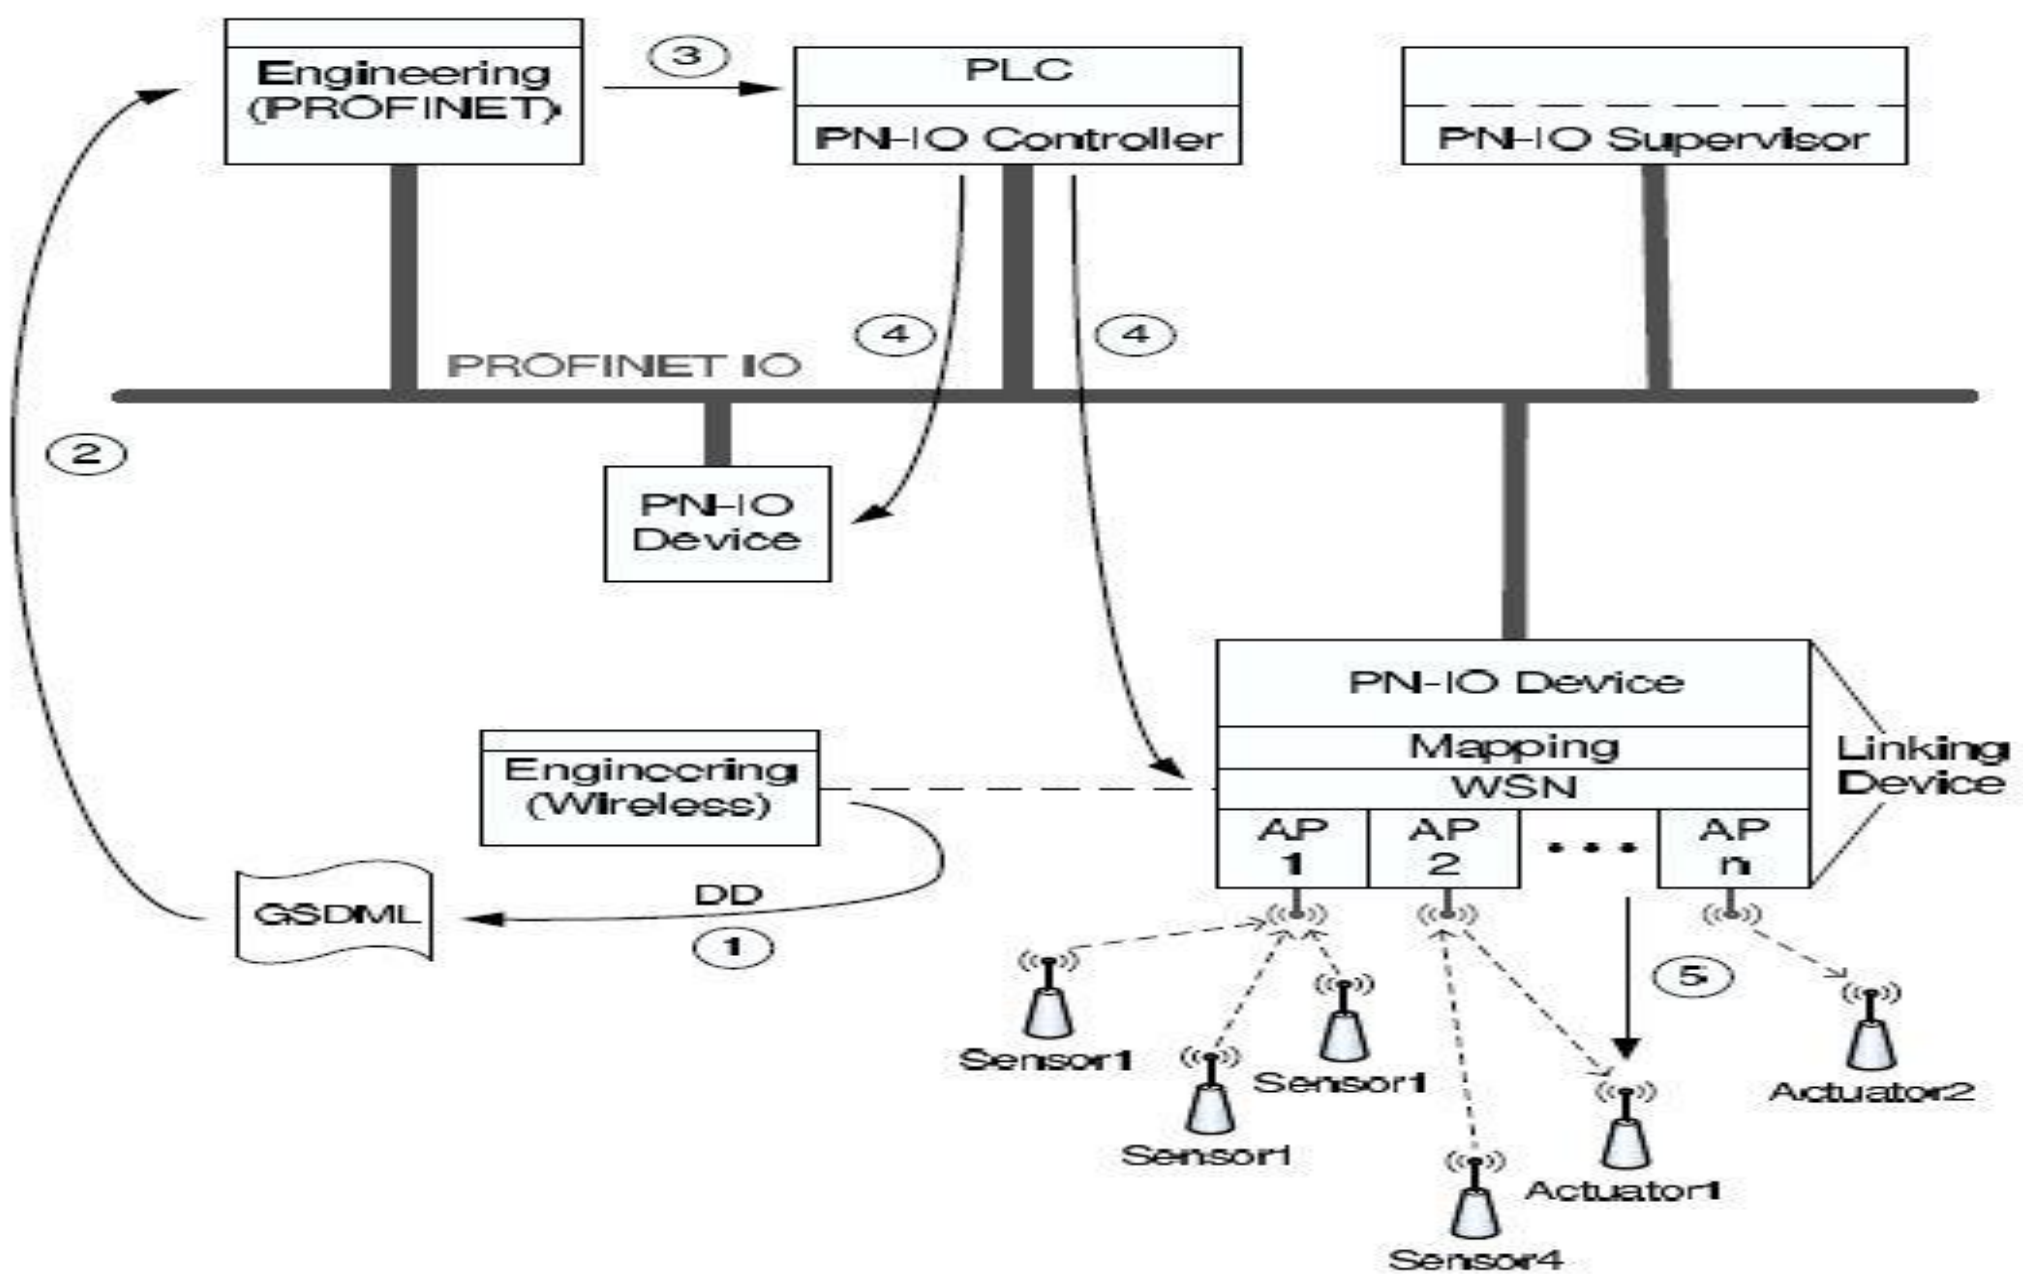 Engineering
(PROFINET)
3
PLC
PN-IO Controller
PN-IO Supervisor
4
4
PROFINET IO
2
PN-IO
Device
PN-IO Device
Mapping
WSN
Linking
Device
Engineering
(Wireless)
AP
1
AP
2
•••
AP
n
DD
GSDML
1
5
Sensor1
Sensor1
Sensor1
Actuator2
Actuator1
Sensor4